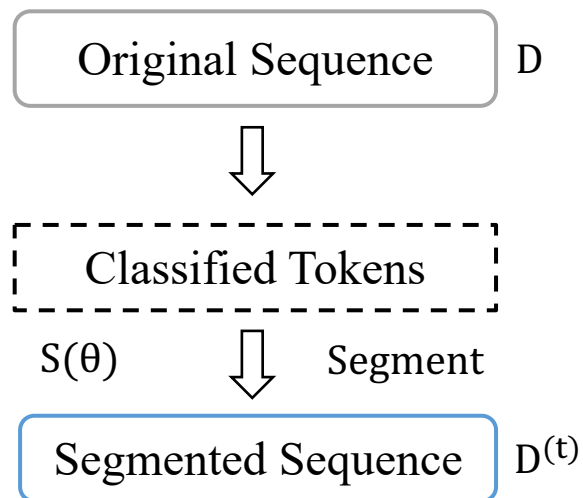 Original Sequence D
Classified Tokens
S(θ) Segment
Segmented Sequence D⁽ᵗ⁾